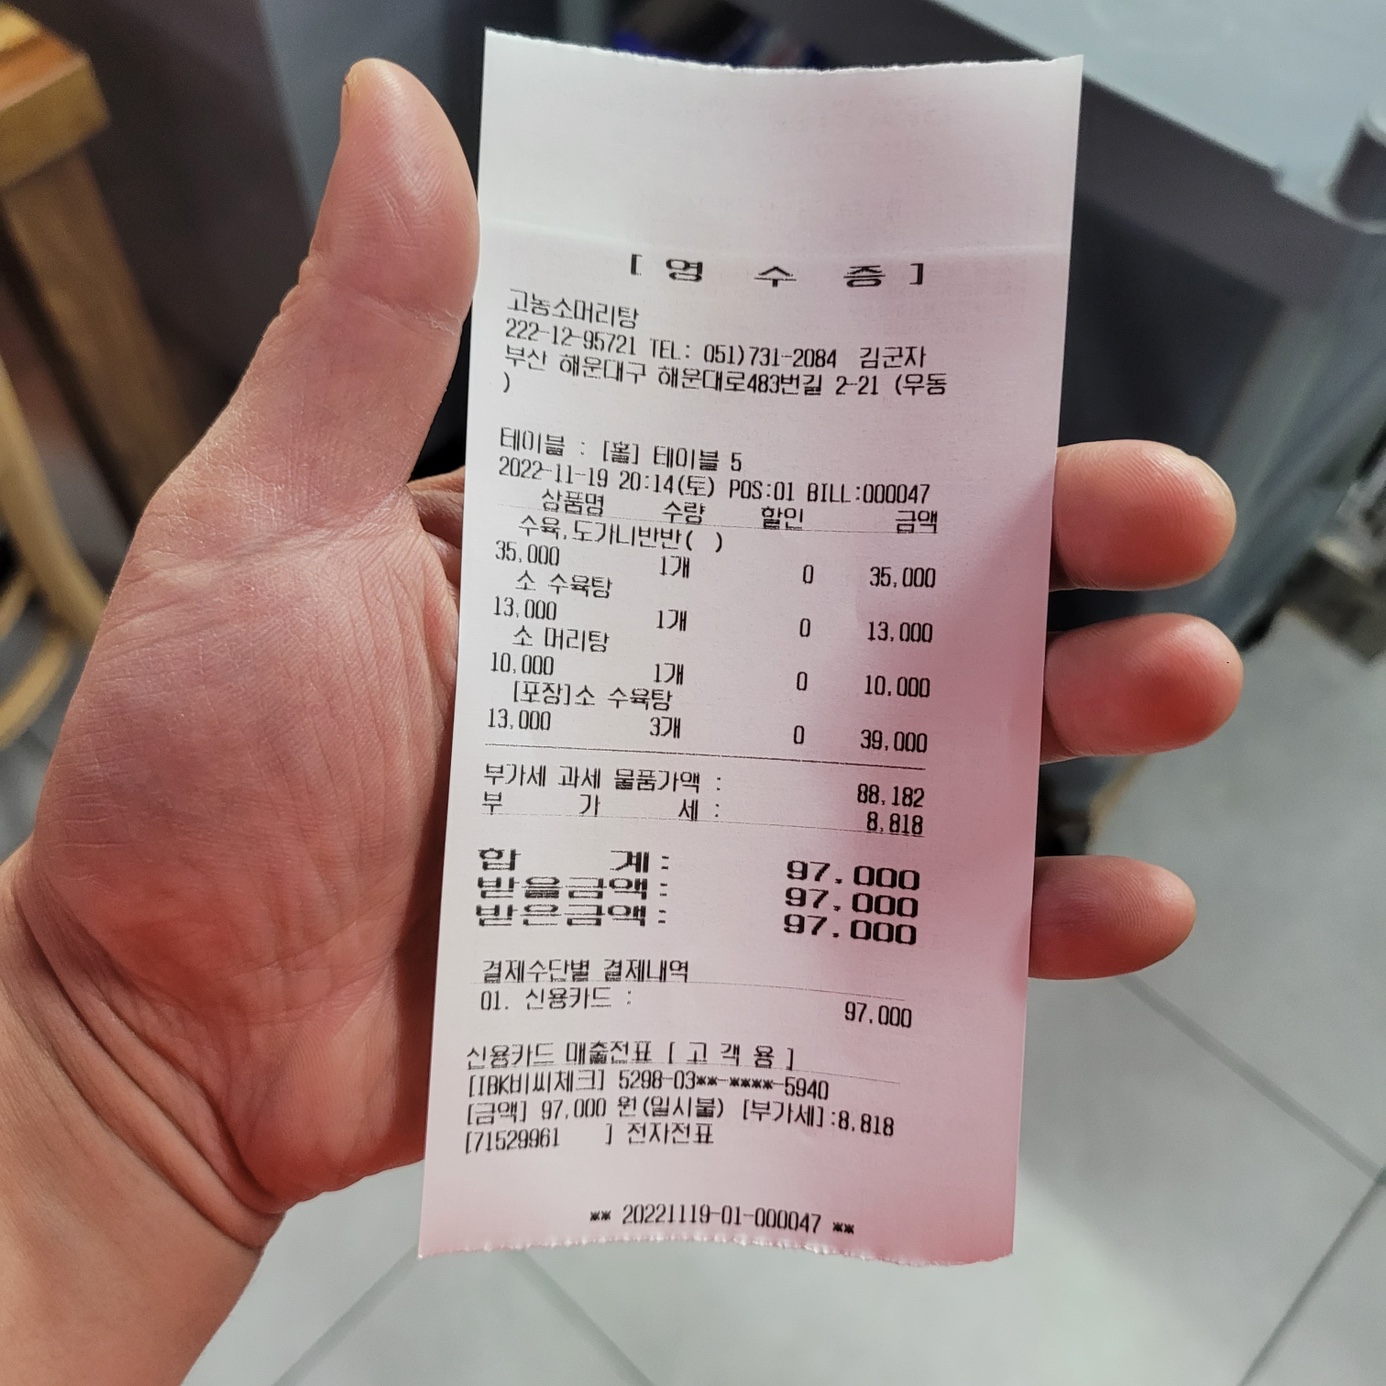 [ 영 수 증 ]
고농소머리탕
222-12-95721 TEL: 051)731-2084 김군자
부산 해운대구 해운대로483번길 2-21 (우동
)
테이블 : [홀] 테이블 5
2022-11-19 20:14(토) POS:01 BILL:000047
상품명 수량 할인 금액
수육,도가니반반( )
35,000 1개 0 35,000
소 수육탕
13,000 1개 0 13,000
소 머리탕
10,000 1개 0 10,000
[포장]소 수육탕
13,000 3개 0 39,000
부가세 과세 물품가액 : 88,182
부 가 세 : 8,818
합 계: 97,000
받을금액: 97,000
받은금액: 97,000
결제수단별 결제내역
01. 신용카드 : 97,000
신용카드 매출전표 [ 고 객 용 ]
[IBK비씨체크] 5298-03**-****-5940
[금액] 97,000 원(일시불) [부가세]:8,818
[71529961 ] 전자전표
** 20221119-01-000047 **